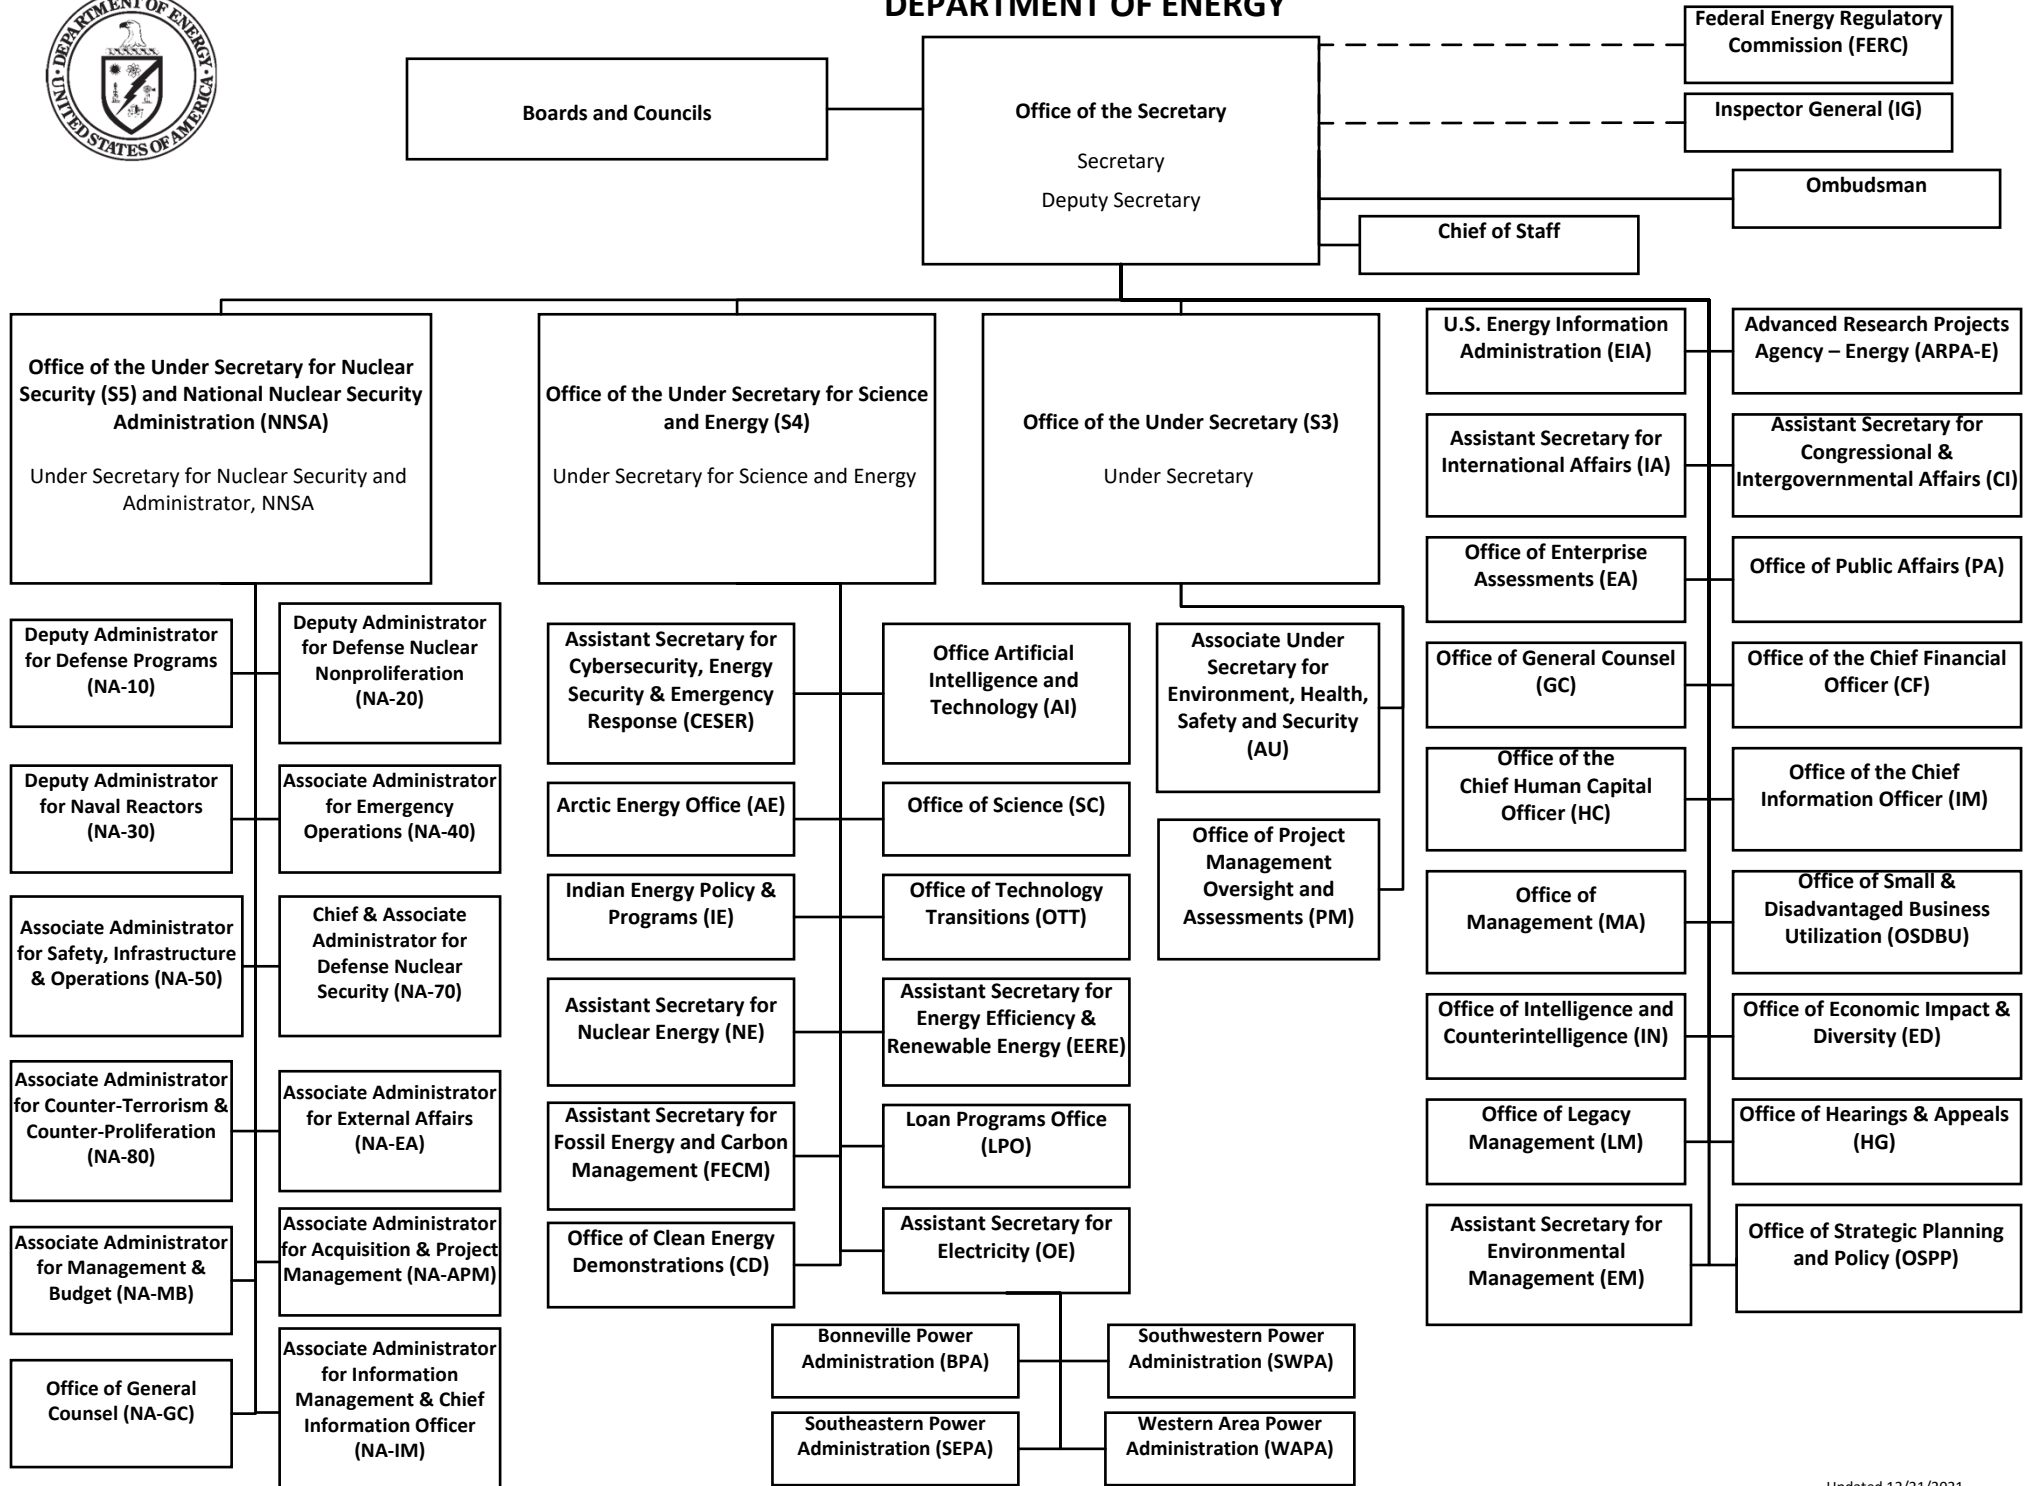 DEPARTMENT OF ENERGY
DEPARTMENT OF ENERGY
UNITED STATES OF AMERICA
Federal Energy Regulatory
Commission (FERC)
Boards and Councils
Office of the Secretary
Secretary
Deputy Secretary
Inspector General (IG)
Ombudsman
Chief of Staff
Office of the Under Secretary for Nuclear
Security (S5) and National Nuclear Security
Administration (NNSA)
Under Secretary for Nuclear Security and
Administrator, NNSA
Office of the Under Secretary for Science
and Energy (S4)
Under Secretary for Science and Energy
Office of the Under Secretary (S3)
Under Secretary
U.S. Energy Information
Administration (EIA)
Advanced Research Projects
Agency – Energy (ARPA-E)
Assistant Secretary for
International Affairs (IA)
Assistant Secretary for
Congressional &
Intergovernmental Affairs (CI)
Office of Enterprise
Assessments (EA)
Office of Public Affairs (PA)
Office of General Counsel
(GC)
Office of the Chief Financial
Officer (CF)
Office of the
Chief Human Capital
Officer (HC)
Office of the Chief
Information Officer (IM)
Office of
Management (MA)
Office of Small &
Disadvantaged Business
Utilization (OSDBU)
Office of Intelligence and
Counterintelligence (IN)
Office of Economic Impact &
Diversity (ED)
Office of Legacy
Management (LM)
Office of Hearings & Appeals
(HG)
Assistant Secretary for
Environmental
Management (EM)
Office of Strategic Planning
and Policy (OSPP)
Deputy Administrator
for Defense Programs
(NA-10)
Deputy Administrator
for Defense Nuclear
Nonproliferation
(NA-20)
Deputy Administrator
for Naval Reactors
(NA-30)
Associate Administrator
for Emergency
Operations (NA-40)
Associate Administrator
for Safety, Infrastructure
& Operations (NA-50)
Chief & Associate
Administrator for
Defense Nuclear
Security (NA-70)
Associate Administrator
for Counter-Terrorism &
Counter-Proliferation
(NA-80)
Associate Administrator
for External Affairs
(NA-EA)
Associate Administrator
for Management &
Budget (NA-MB)
Associate Administrator
for Acquisition & Project
Management (NA-APM)
Office of General
Counsel (NA-GC)
Associate Administrator
for Information
Management & Chief
Information Officer
(NA-IM)
Assistant Secretary for
Cybersecurity, Energy
Security & Emergency
Response (CESER)
Office Artificial
Intelligence and
Technology (AI)
Arctic Energy Office (AE)
Office of Science (SC)
Indian Energy Policy &
Programs (IE)
Office of Technology
Transitions (OTT)
Assistant Secretary for
Nuclear Energy (NE)
Assistant Secretary for
Energy Efficiency &
Renewable Energy (EERE)
Assistant Secretary for
Fossil Energy and Carbon
Management (FECM)
Loan Programs Office
(LPO)
Office of Clean Energy
Demonstrations (CD)
Assistant Secretary for
Electricity (OE)
Bonneville Power
Administration (BPA)
Southwestern Power
Administration (SWPA)
Southeastern Power
Administration (SEPA)
Western Area Power
Administration (WAPA)
Associate Under
Secretary for
Environment, Health,
Safety and Security
(AU)
Office of Project
Management
Oversight and
Assessments (PM)
Updated 12/21/2021